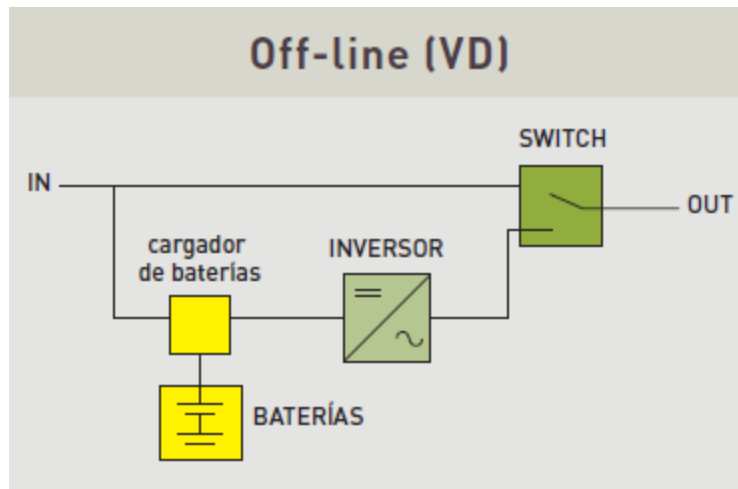 Off-line (VD)
SWITCH
IN
OUT
cargador
de baterías
INVERSOR
BATERÍAS